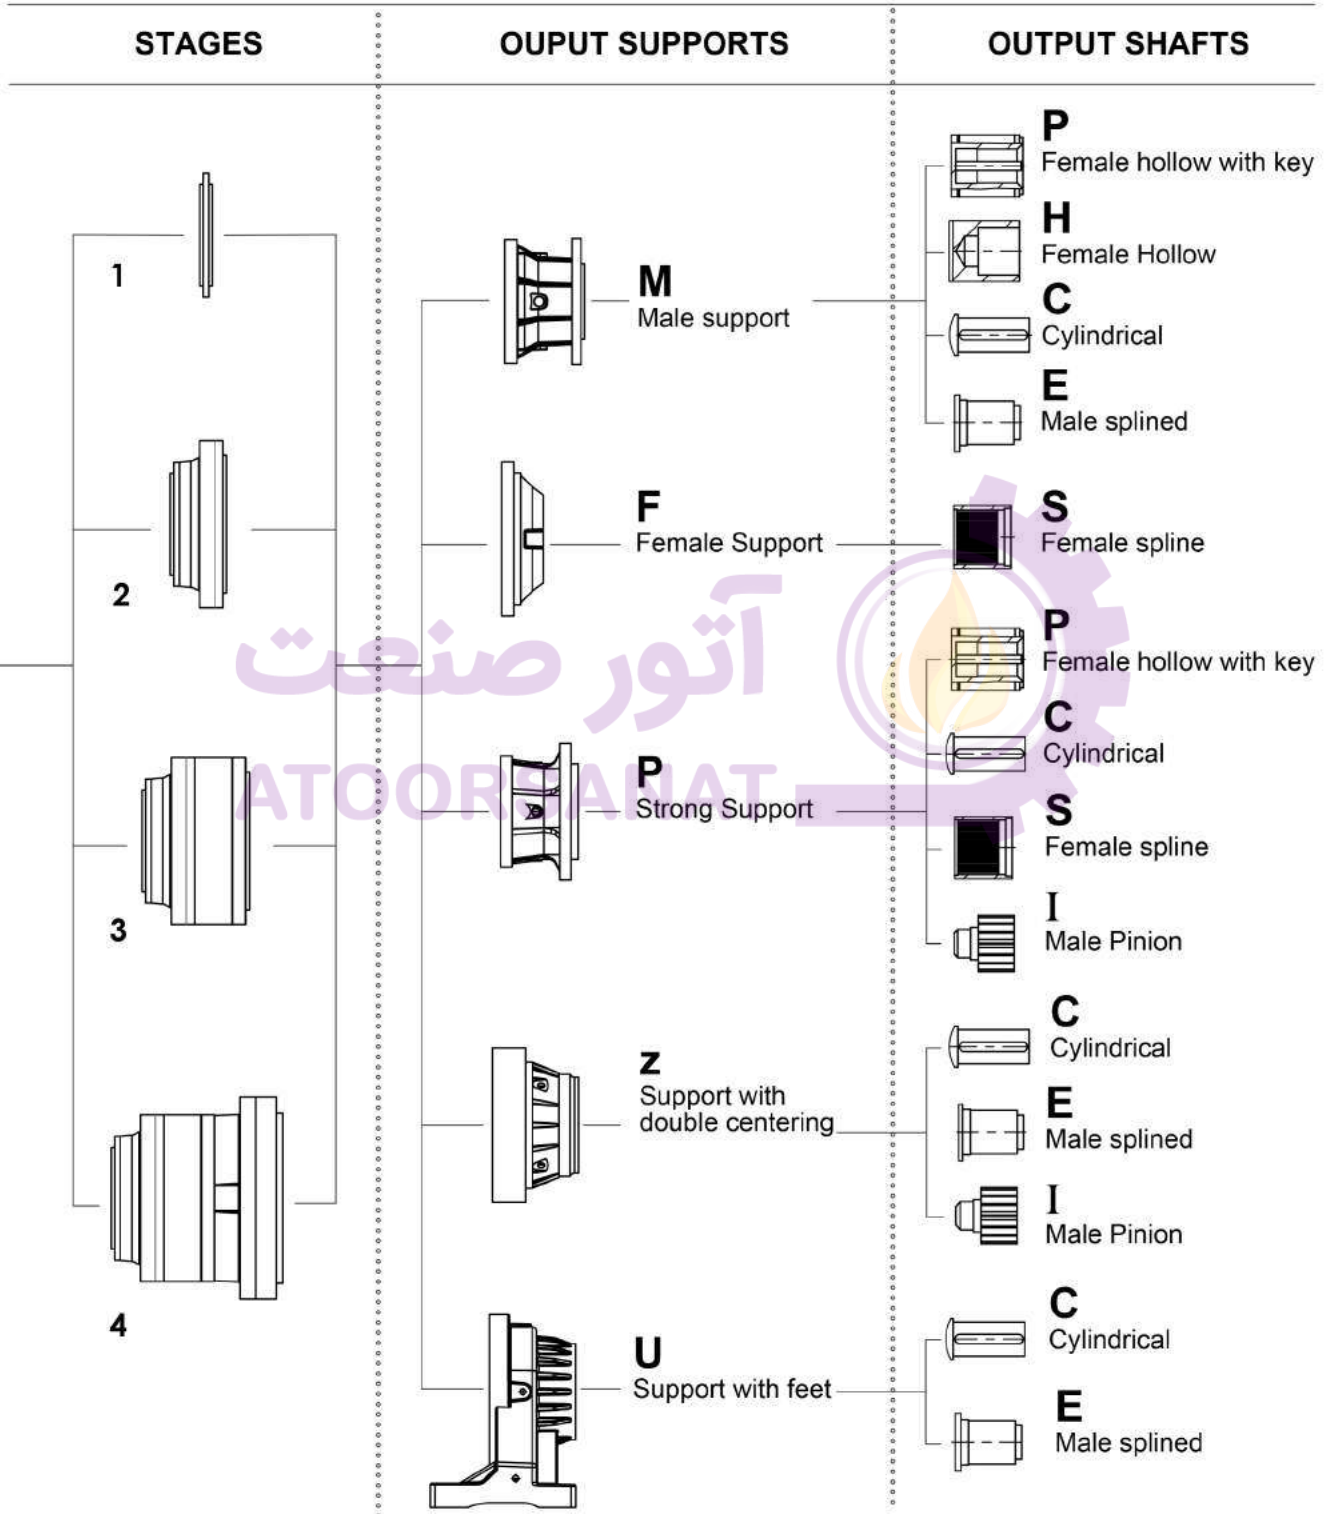 STAGES
OUPUT SUPPORTS
OUTPUT SHAFTS
1
2
3
4
M
Male support
F
Female Support
P
Strong Support
z
Support with
double centering
U
Support with feet
P
Female hollow with key
H
Female Hollow
C
Cylindrical
E
Male splined
S
Female spline
P
Female hollow with key
C
Cylindrical
S
Female spline
I
Male Pinion
C
Cylindrical
E
Male splined
I
Male Pinion
C
Cylindrical
E
Male splined
آتور صنعت
ATOORSANAT